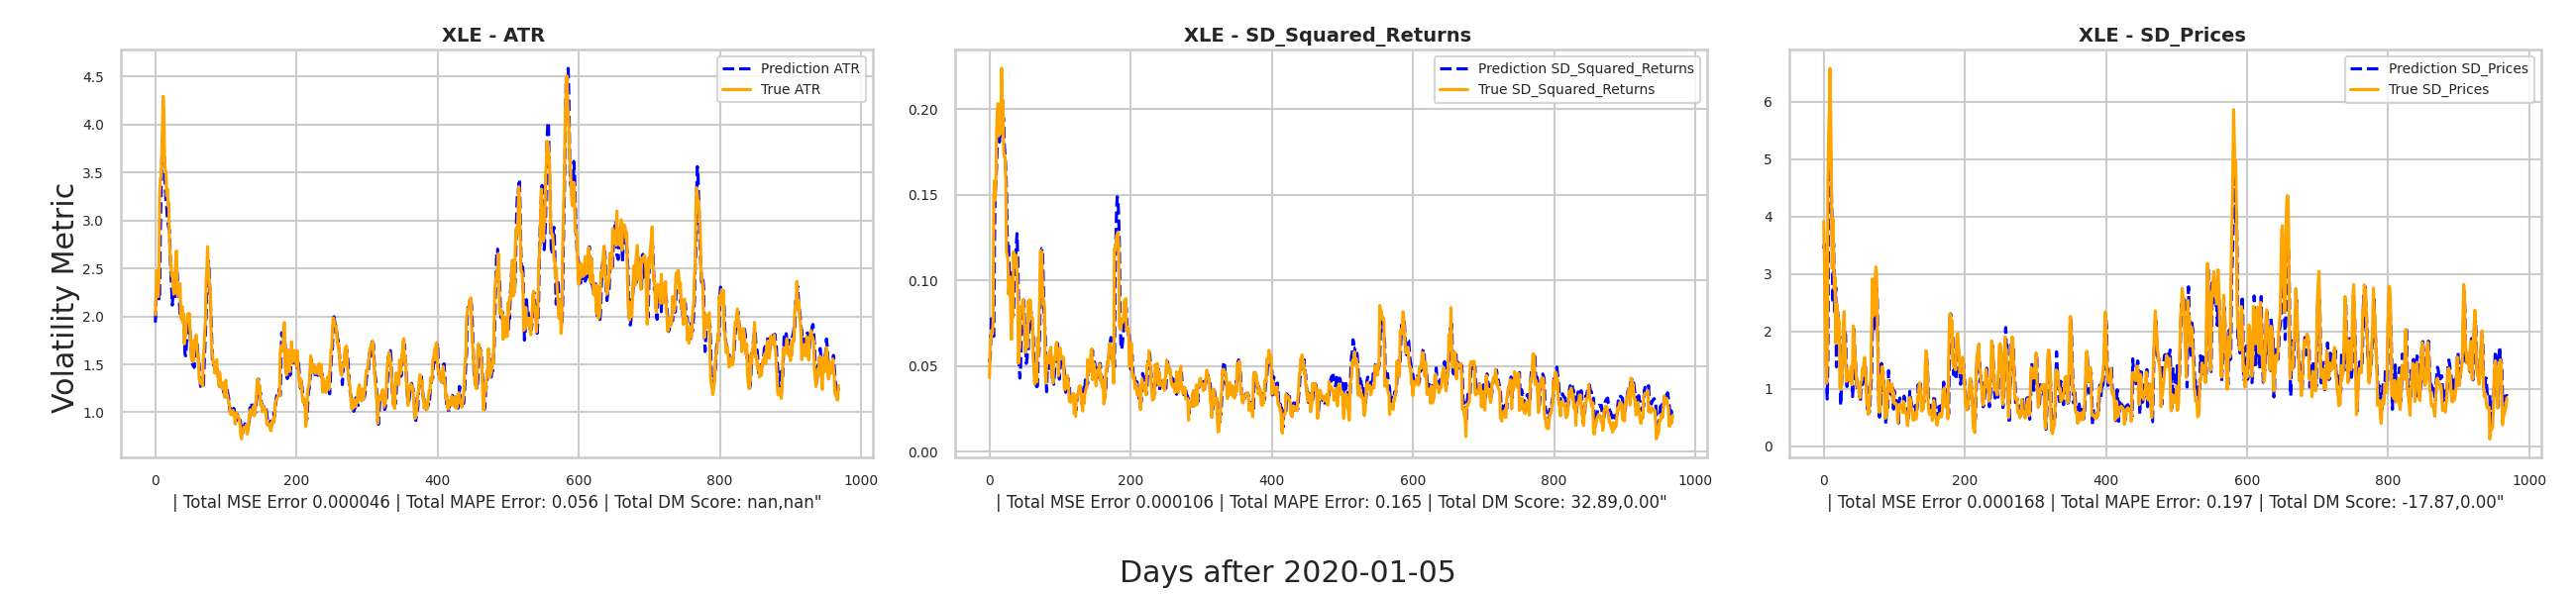 XLE - ATR
Prediction ATR
True ATR
Volatility Metric
4.5
4.0
3.5
3.0
2.5
2.0
1.5
1.0
0
200
400
600
800
1000
| Total MSE Error 0.000046 | Total MAPE Error: 0.056 | Total DM Score: nan,nan"
XLE - SD_Squared_Returns
Prediction SD_Squared_Returns
True SD_Squared_Returns
0.20
0.15
0.10
0.05
0.00
0
200
400
600
800
1000
| Total MSE Error 0.000106 | Total MAPE Error: 0.165 | Total DM Score: 32.89,0.00"
XLE - SD_Prices
Prediction SD_Prices
True SD_Prices
6
5
4
3
2
1
0
0
200
400
600
800
1000
| Total MSE Error 0.000168 | Total MAPE Error: 0.197 | Total DM Score: -17.87,0.00"
Days after 2020-01-05